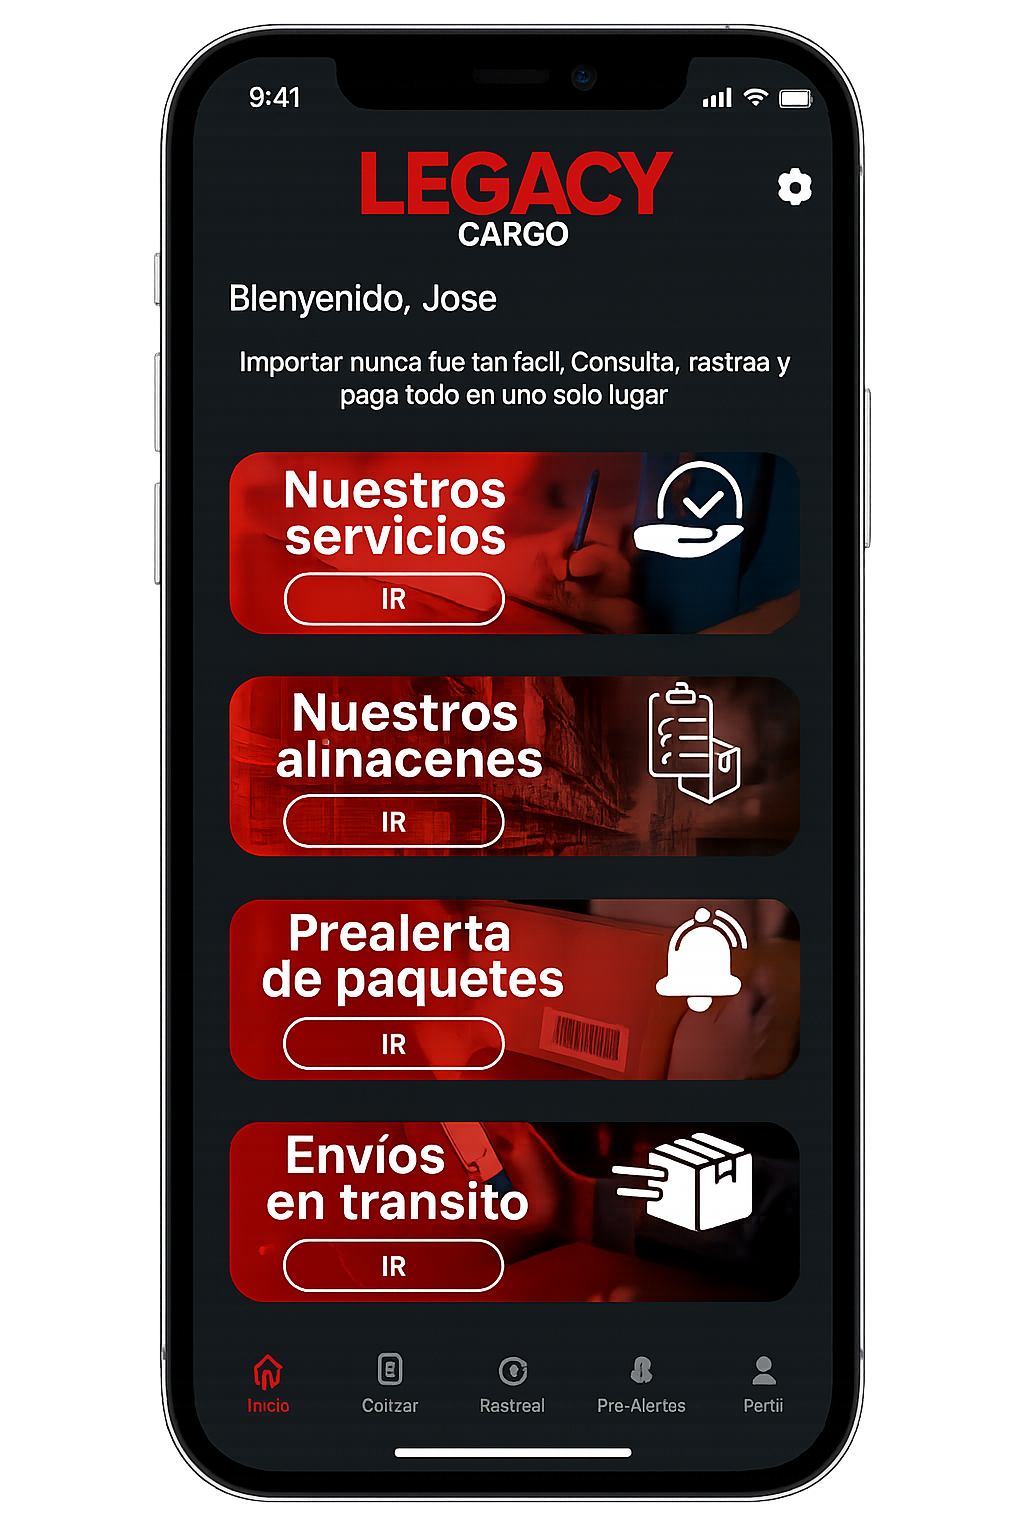 9:41
LEGACY
CARGO
Blenyenido, Jose
Importar nunca fue tan facll, Consulta, rastraa y
paga todo en uno solo lugar
Nuestros
servicios
IR
Nuestros
alinacenes
IR
Prealerta
de paquetes
IR
Envíos
en transito
IR
Inicio
Coitzar
Rastreal
Pre-Alertes
Pertii